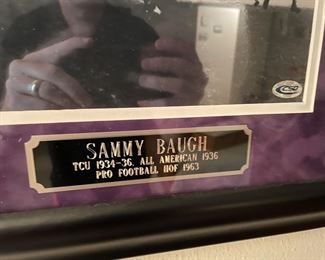 SAMMY BAUGH
TCU 1934-36, ALL AMERICAN 1936
PRO FOOTBALL HOF 1963